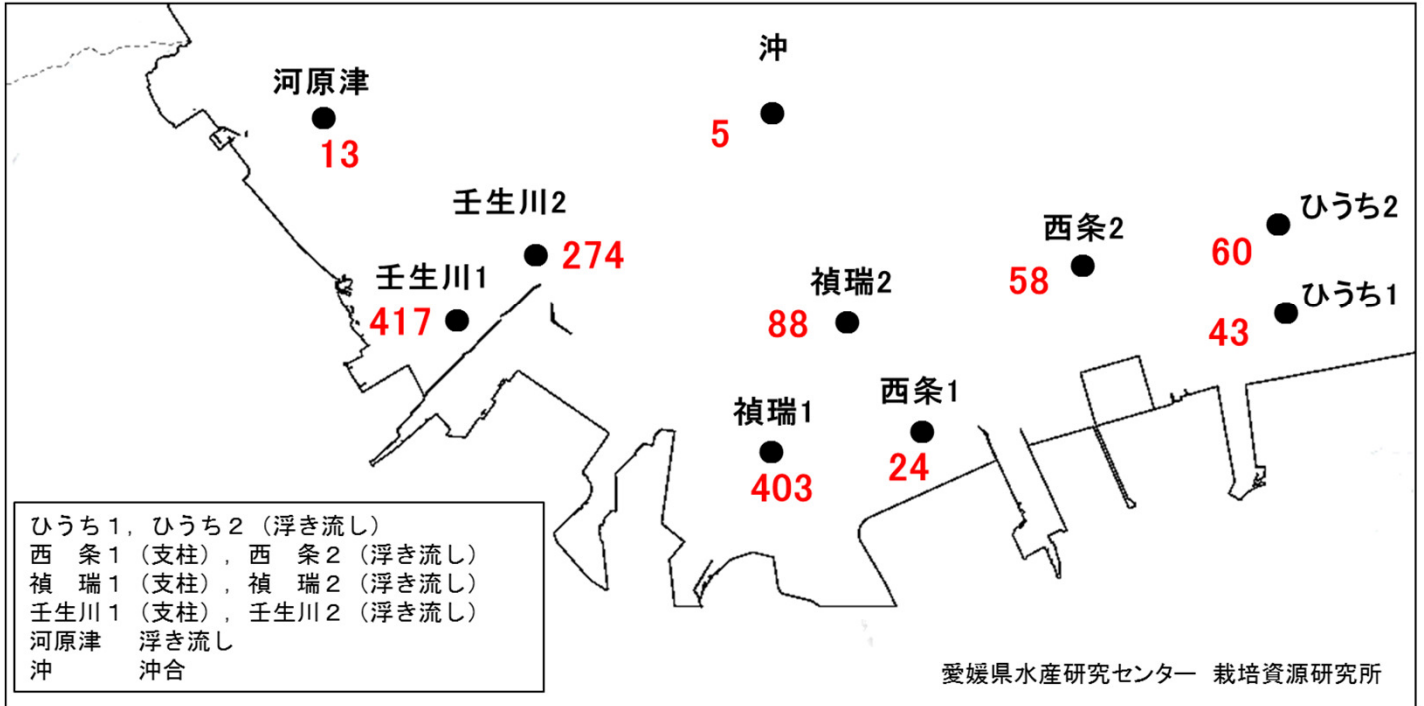 沖
河原津
5
13
壬生川2
ひうち2
西条2
274
60
壬生川1
禎瑞2
58
ひうち1
417
88
43
西条1
禎瑞1
24
403
ひうち１，ひうち２（浮き流し）
西　条１（支柱），西　条２（浮き流し）
禎　瑞１（支柱），禎　瑞２（浮き流し）
壬生川１（支柱），壬生川２（浮き流し）
河原津　　浮き流し
沖　　　　沖合
愛媛県水産研究センター　栽培資源研究所